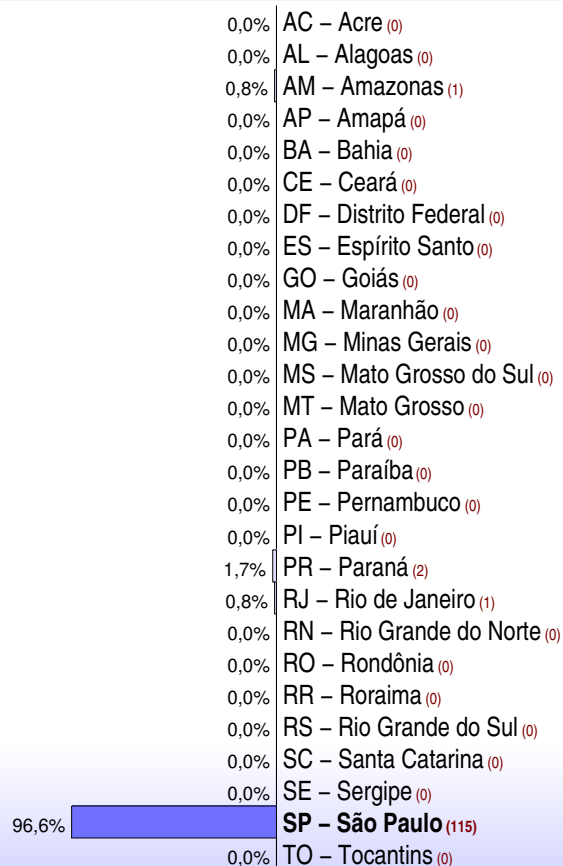 0,0% AC – Acre (0)
0,0% AL – Alagoas (0)
0,8% AM – Amazonas (1)
0,0% AP – Amapá (0)
0,0% BA – Bahia (0)
0,0% CE – Ceará (0)
0,0% DF – Distrito Federal (0)
0,0% ES – Espírito Santo (0)
0,0% GO – Goiás (0)
0,0% MA – Maranhão (0)
0,0% MG – Minas Gerais (0)
0,0% MS – Mato Grosso do Sul (0)
0,0% MT – Mato Grosso (0)
0,0% PA – Pará (0)
0,0% PB – Paraíba (0)
0,0% PE – Pernambuco (0)
0,0% PI – Piauí (0)
1,7% PR – Paraná (2)
0,8% RJ – Rio de Janeiro (1)
0,0% RN – Rio Grande do Norte (0)
0,0% RO – Rondônia (0)
0,0% RR – Roraima (0)
0,0% RS – Rio Grande do Sul (0)
0,0% SC – Santa Catarina (0)
0,0% SE – Sergipe (0)
96,6% SP – São Paulo (115)
0,0% TO – Tocantins (0)